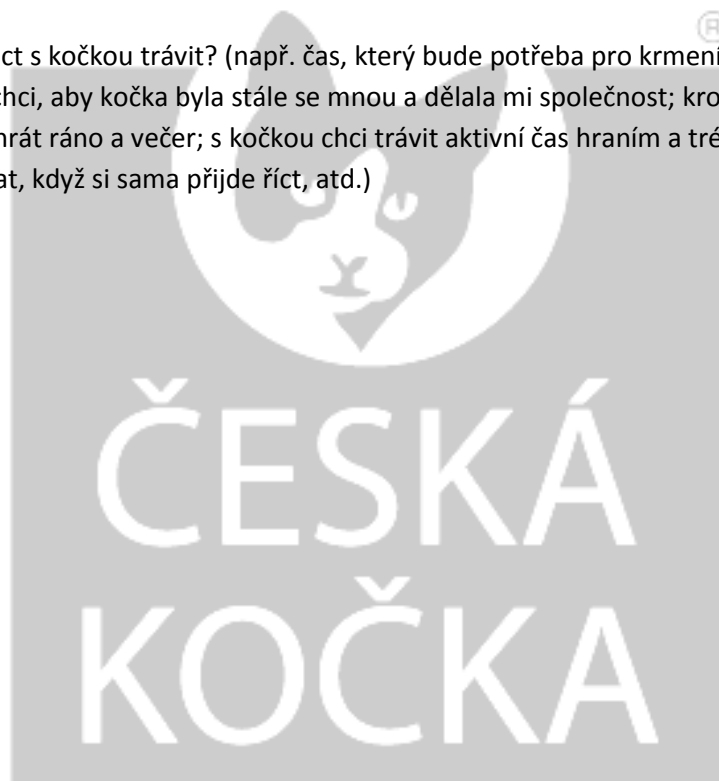 ct s kočkou trávit? (např. čas, který bude potřeba pro krmení
chci, aby kočka byla stále se mnou a dělala mi společnost; kro
hrát ráno a večer; s kočkou chci trávit aktivní čas hraním a tré
at, když si sama přijde říct, atd.)
®
ČESKÁ
KOČKA